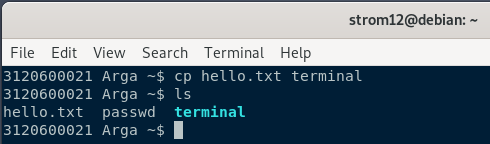 strom12@debian: ~
File Edit View Search Terminal Help
3120600021 Arga ~$ cp hello.txt terminal
3120600021 Arga ~$ ls
hello.txt passwd terminal
3120600021 Arga ~$